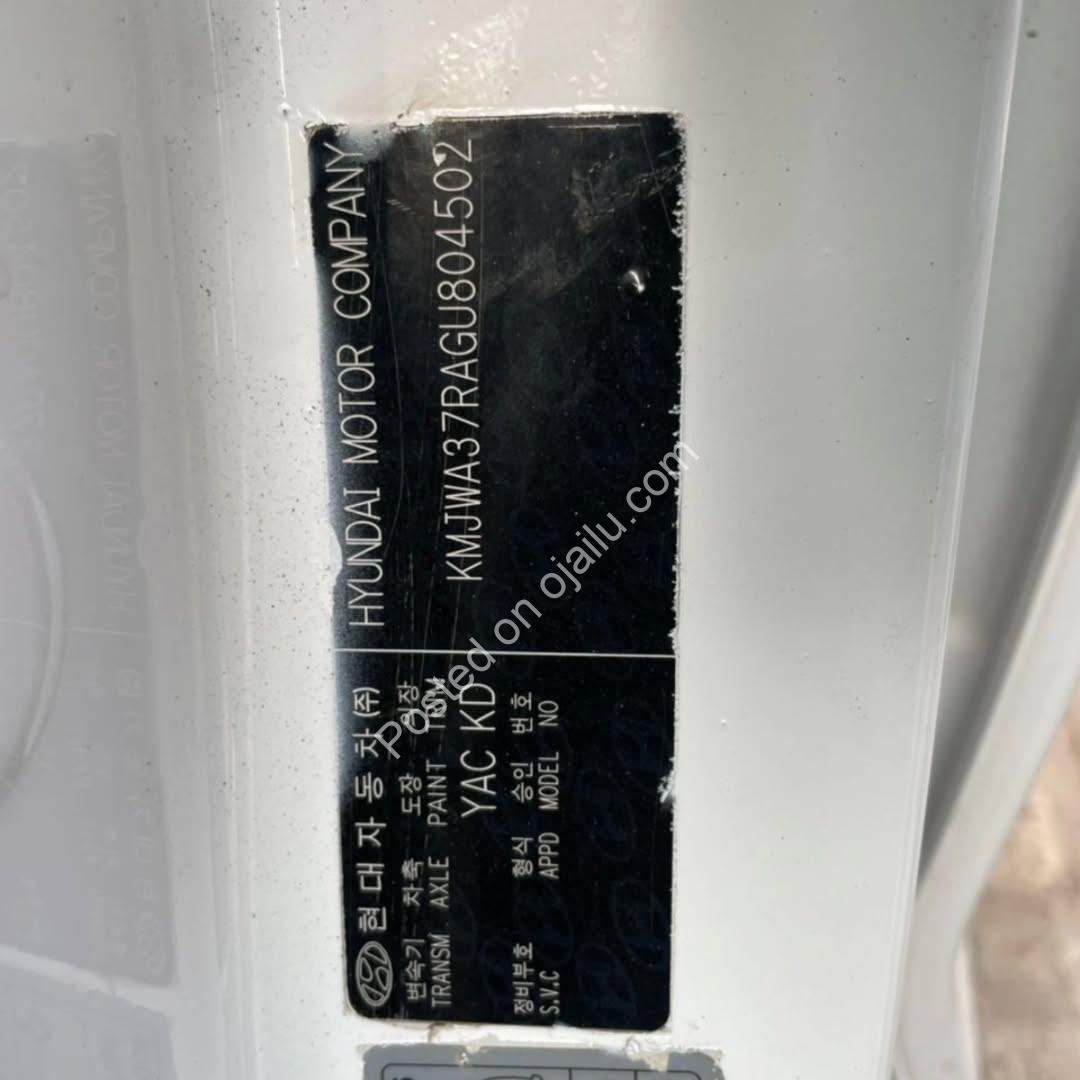 현대자동차(주) HYUNDAI MOTOR COMPANY
변속기 차축 도장 의장
TRANSM AXLE PAINT TRIM
YAC KD KMJWA37RAGU804502
정비부호 형식 승인 번호
S.V.C APPD MODEL NO
Posted on ojaillu.com